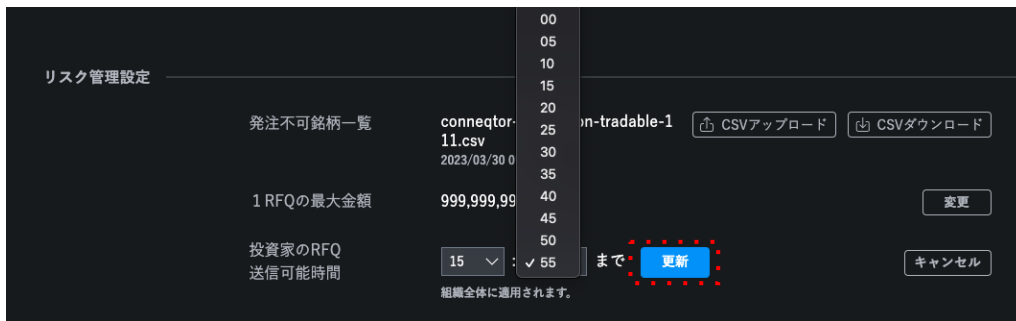 00
05
10
15
20
25
30
35
40
45
50
✓ 55
リスク管理設定
発注不可銘柄一覧
conneqtor- n-tradable-1
11.csv
2023/03/30 0
CSVアップロード
CSVダウンロード
1 RFQの最大金額
999,999,99
変更
投資家のRFQ
送信可能時間
15 :
まで
更新
キャンセル
組織全体に適用されます。